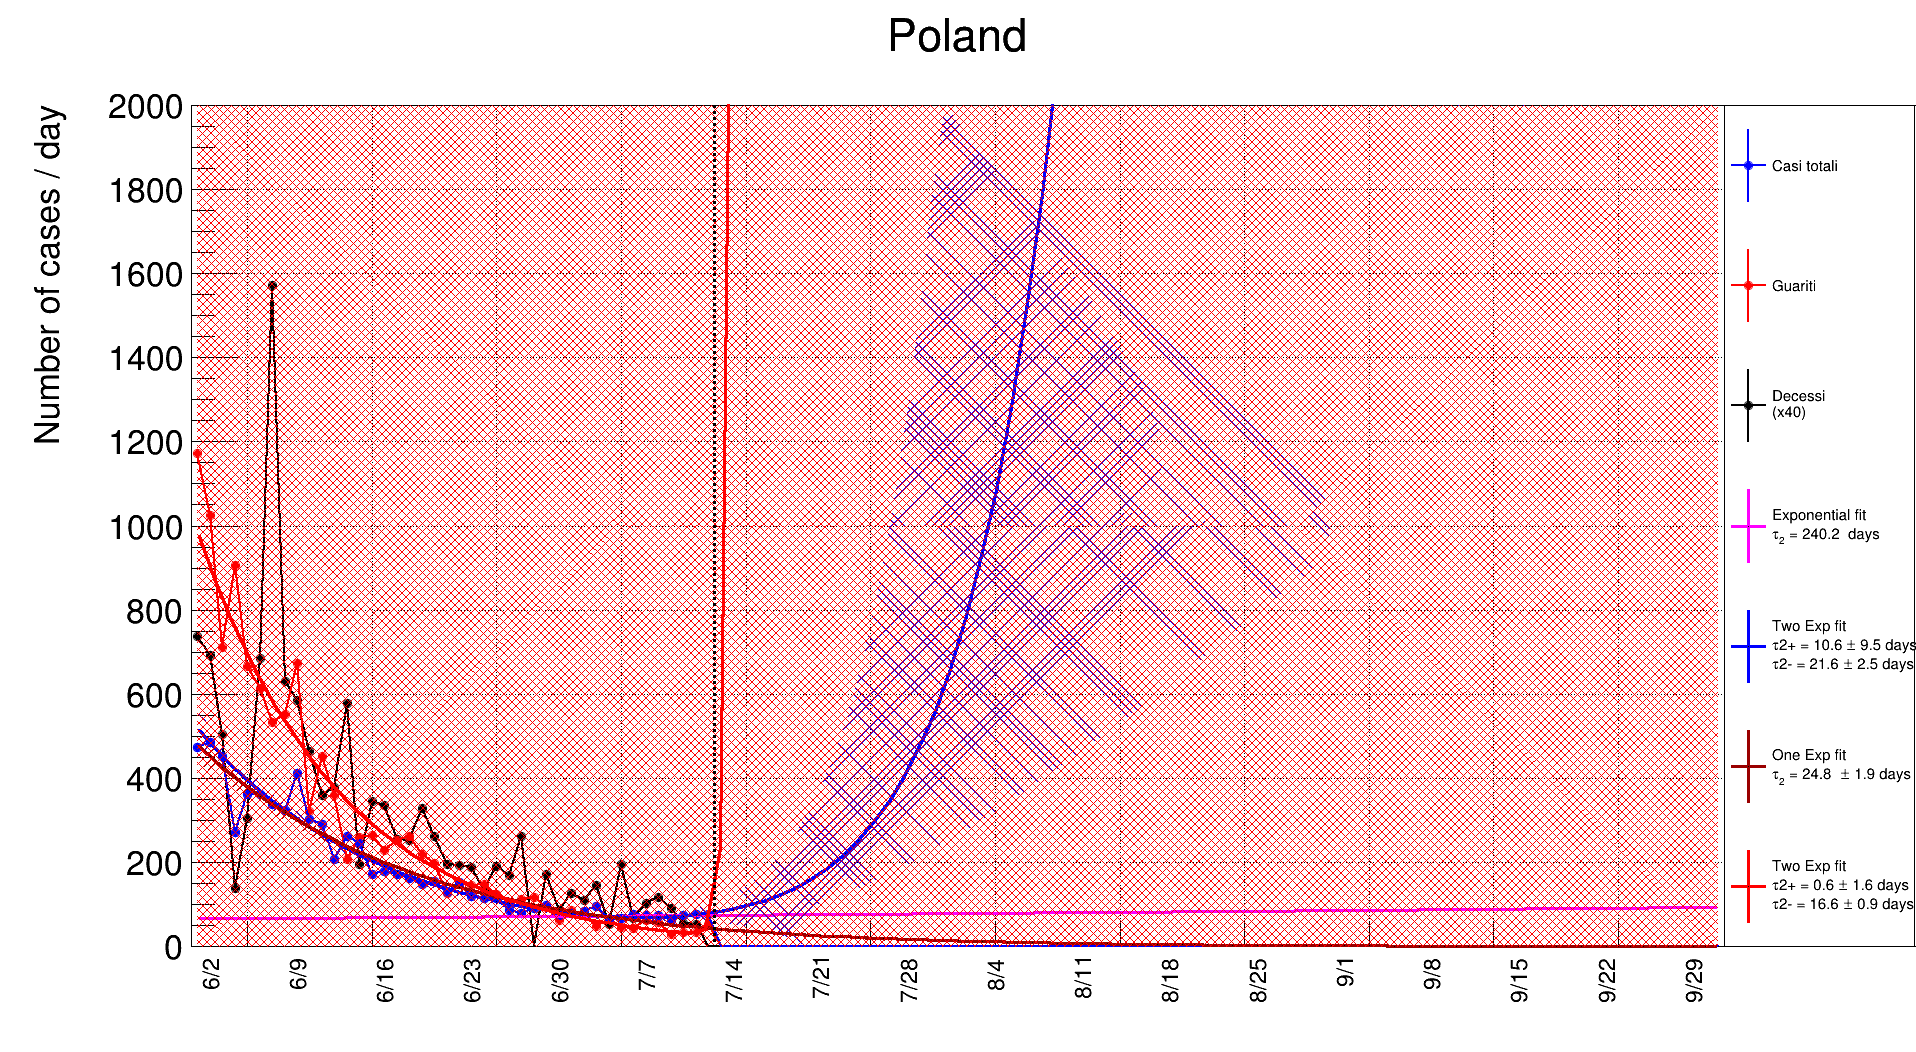 Poland
Number of cases / day
2000
1800
1600
1400
1200
1000
800
600
400
200
0
6/2
6/9
6/16
6/23
6/30
7/7
7/14
7/21
7/28
8/4
8/11
8/18
8/25
9/1
9/8
9/15
9/22
9/29
Casi totali
Guariti
Decessi
(x40)
Exponential fit
τ2 = 240.2 days
Two Exp fit
τ2+ = 10.6 ± 9.5 days
τ2- = 21.6 ± 2.5 days
One Exp fit
τ2 = 24.8 ± 1.9 days
Two Exp fit
τ2+ = 0.6 ± 1.6 days
τ2- = 16.6 ± 0.9 days